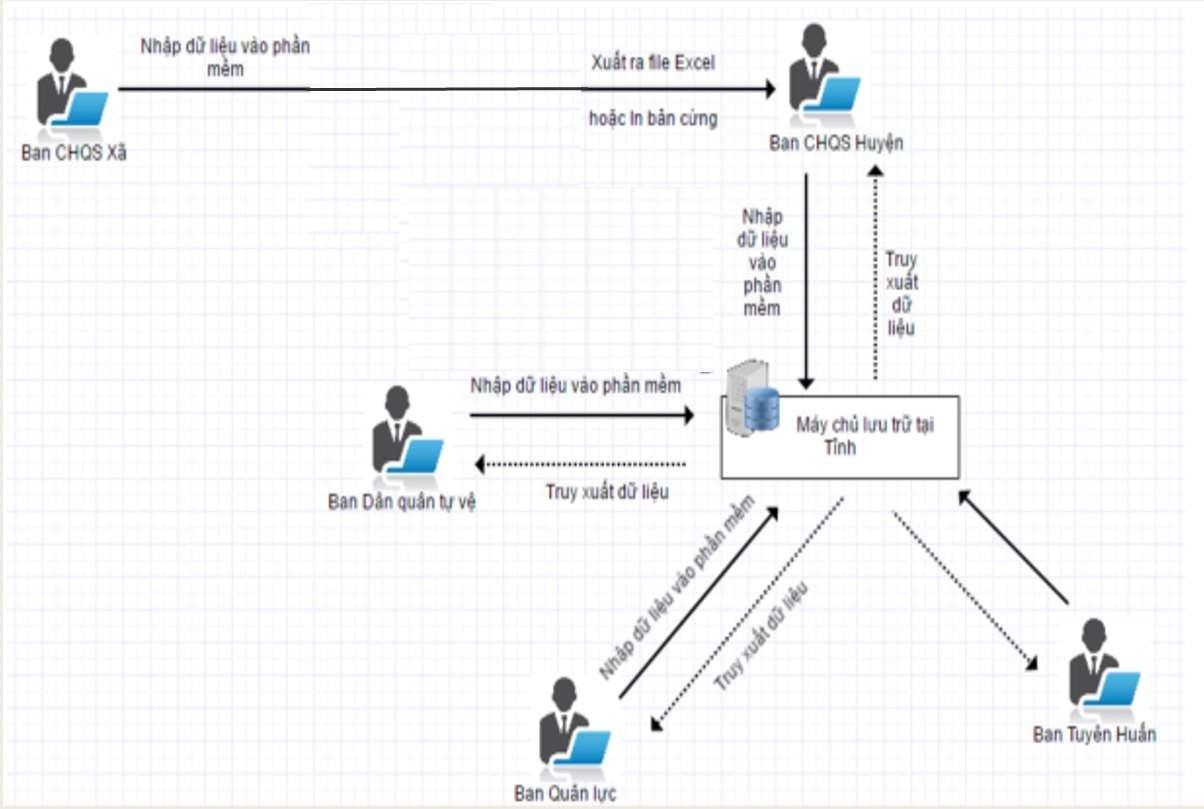 Nhập dữ liệu vào phần
mềm
Xuất ra file Excel
hoặc In bản cứng
Ban CHQS Xã
Ban CHQS Huyện
Nhập
dữ liệu
vào
phần
mềm
Truy
xuất
dữ
liệu
Nhập dữ liệu vào phần mềm
Máy chủ lưu trữ tại
Tỉnh
Truy xuất dữ liệu
Ban Dân quân tự vệ
Nhập dữ liệu vào phần mềm
Truy xuất dữ liệu
Ban Tuyên Huấn
Ban Quân lực